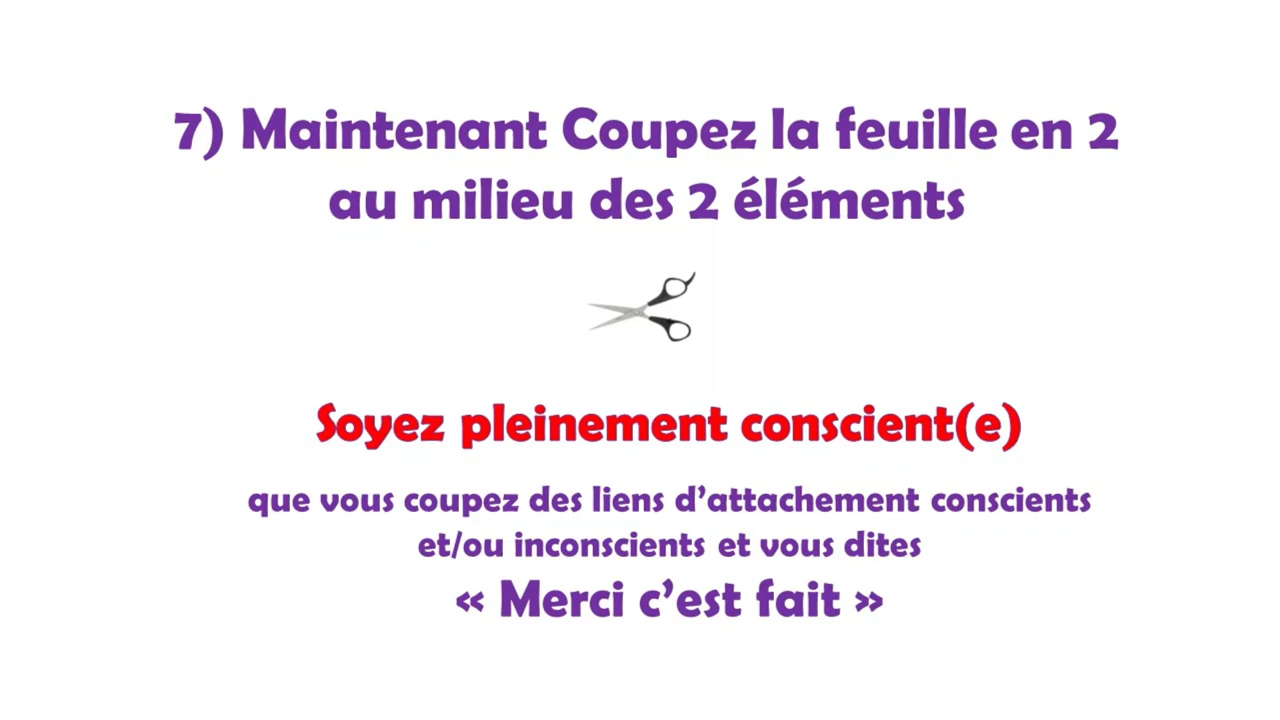 7) Maintenant Coupez la feuille en 2
au milieu des 2 éléments
Soyez pleinement conscient(e)
que vous coupez des liens d’attachement conscients
et/ou inconscients et vous dites
« Merci c’est fait »